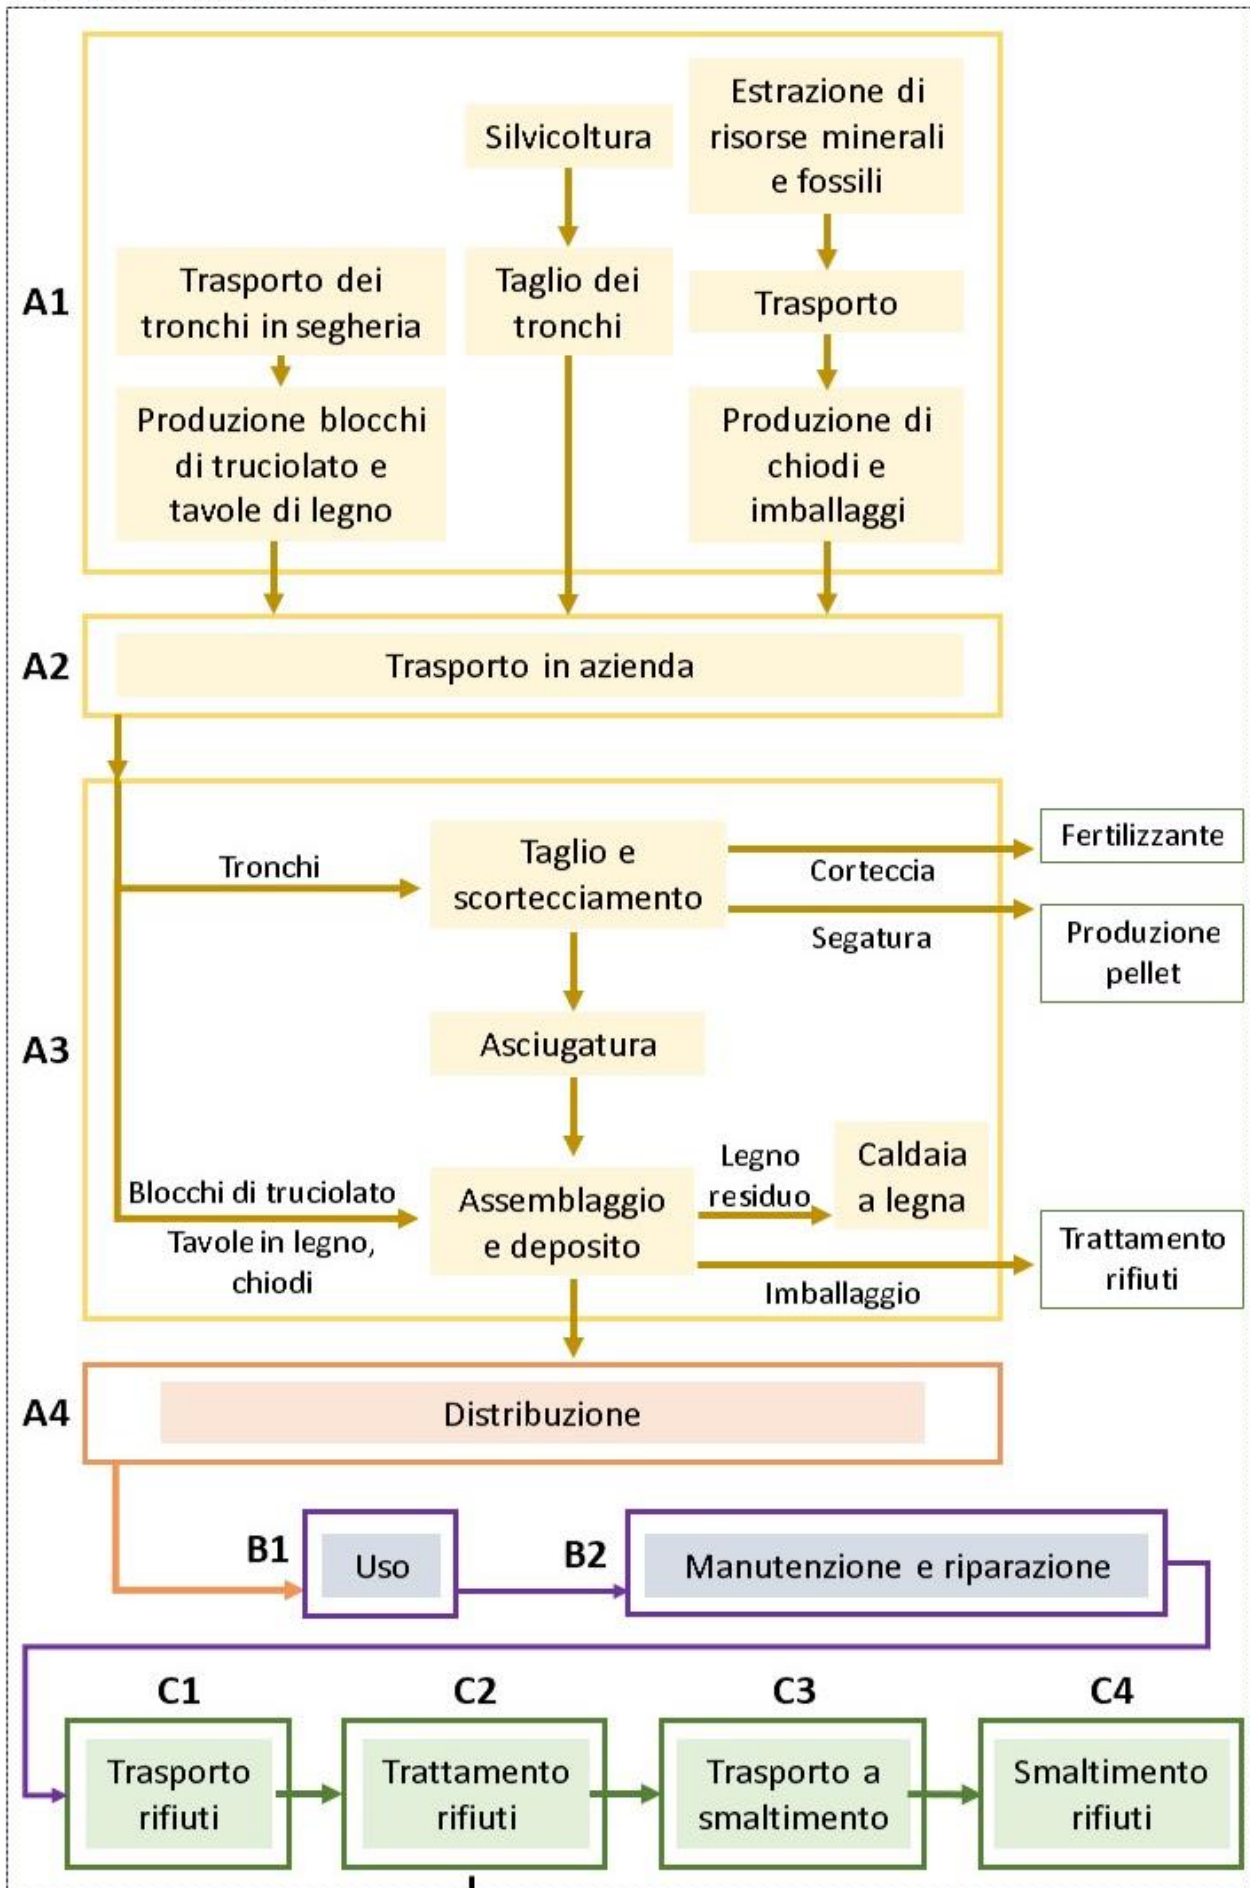 A1
Silvicoltura
Estrazione di
risorse minerali
e fossili
Trasporto dei
tronchi in segheria
Taglio dei
tronchi
Trasporto
Produzione blocchi
di truciolato e
tavole di legno
Produzione di
chiodi e
imballaggi
A2
Trasporto in azienda
A3
Tronchi
Taglio e
scortecciamento
Corteccia
Fertilizzante
Segatura
Produzione
pellet
Asciugatura
Blocchi di truciolato
Tavole in legno,
chiodi
Assemblaggio
e deposito
Legno
residuo
Caldaia
a legna
Imballaggio
Trattamento
rifiuti
A4
Distribuzione
B1
Uso
B2
Manutenzione e riparazione
C1
Trasporto
rifiuti
C2
Trattamento
rifiuti
C3
Trasporto a
smaltimento
C4
Smaltimento
rifiuti